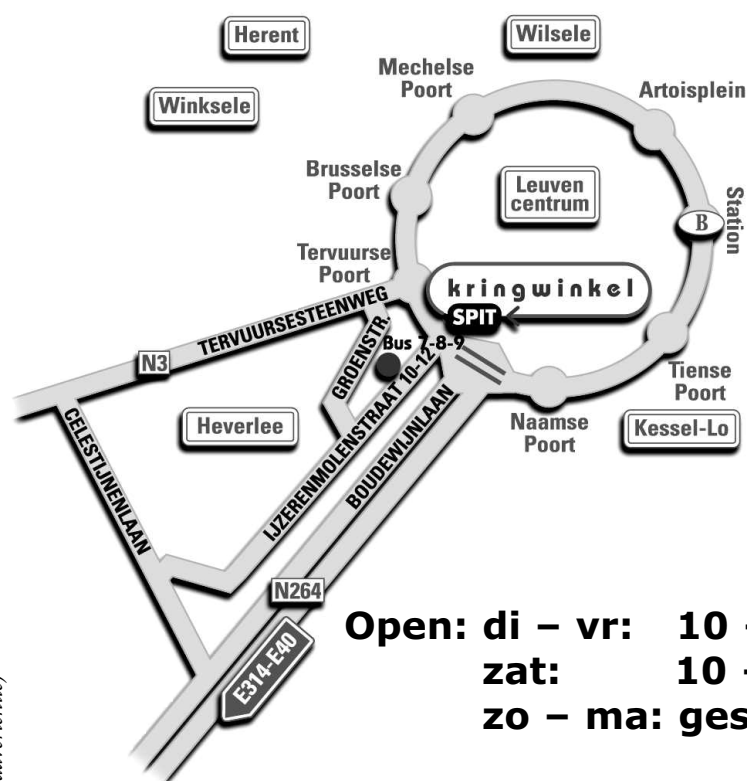 Herent
Wilsele
Mechelse
Poort
Artoisplein
Winksele
Brusselse
Poort
Leuven
centrum
Station
B
Tervuurse
Poort
kringwinkel
SPIT
TERVUURSESTEENWEG
N3
GROENSTR.
Bus 7-8-9
Tiense
Poort
Naamse
Poort
Kessel-Lo
Heverlee
CELESTIJNENLAAN
IJZERENMOLENSTRAAT 10-12
BOUDEWIJNLAAN
N264
E314-E40
Open: di – vr: 10 -
zat: 10 -
zo – ma: ges